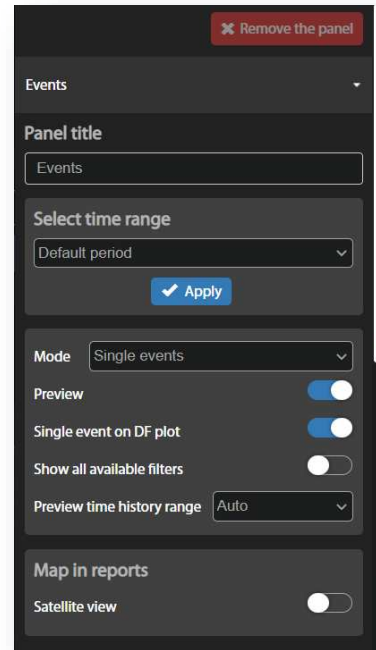 ✖ Remove the panel
Events
Panel title
Events
Select time range
Default period
✔ Apply
Mode Single events
Preview
Single event on DF plot
Show all available filters
Preview time history range Auto
Map in reports
Satellite view